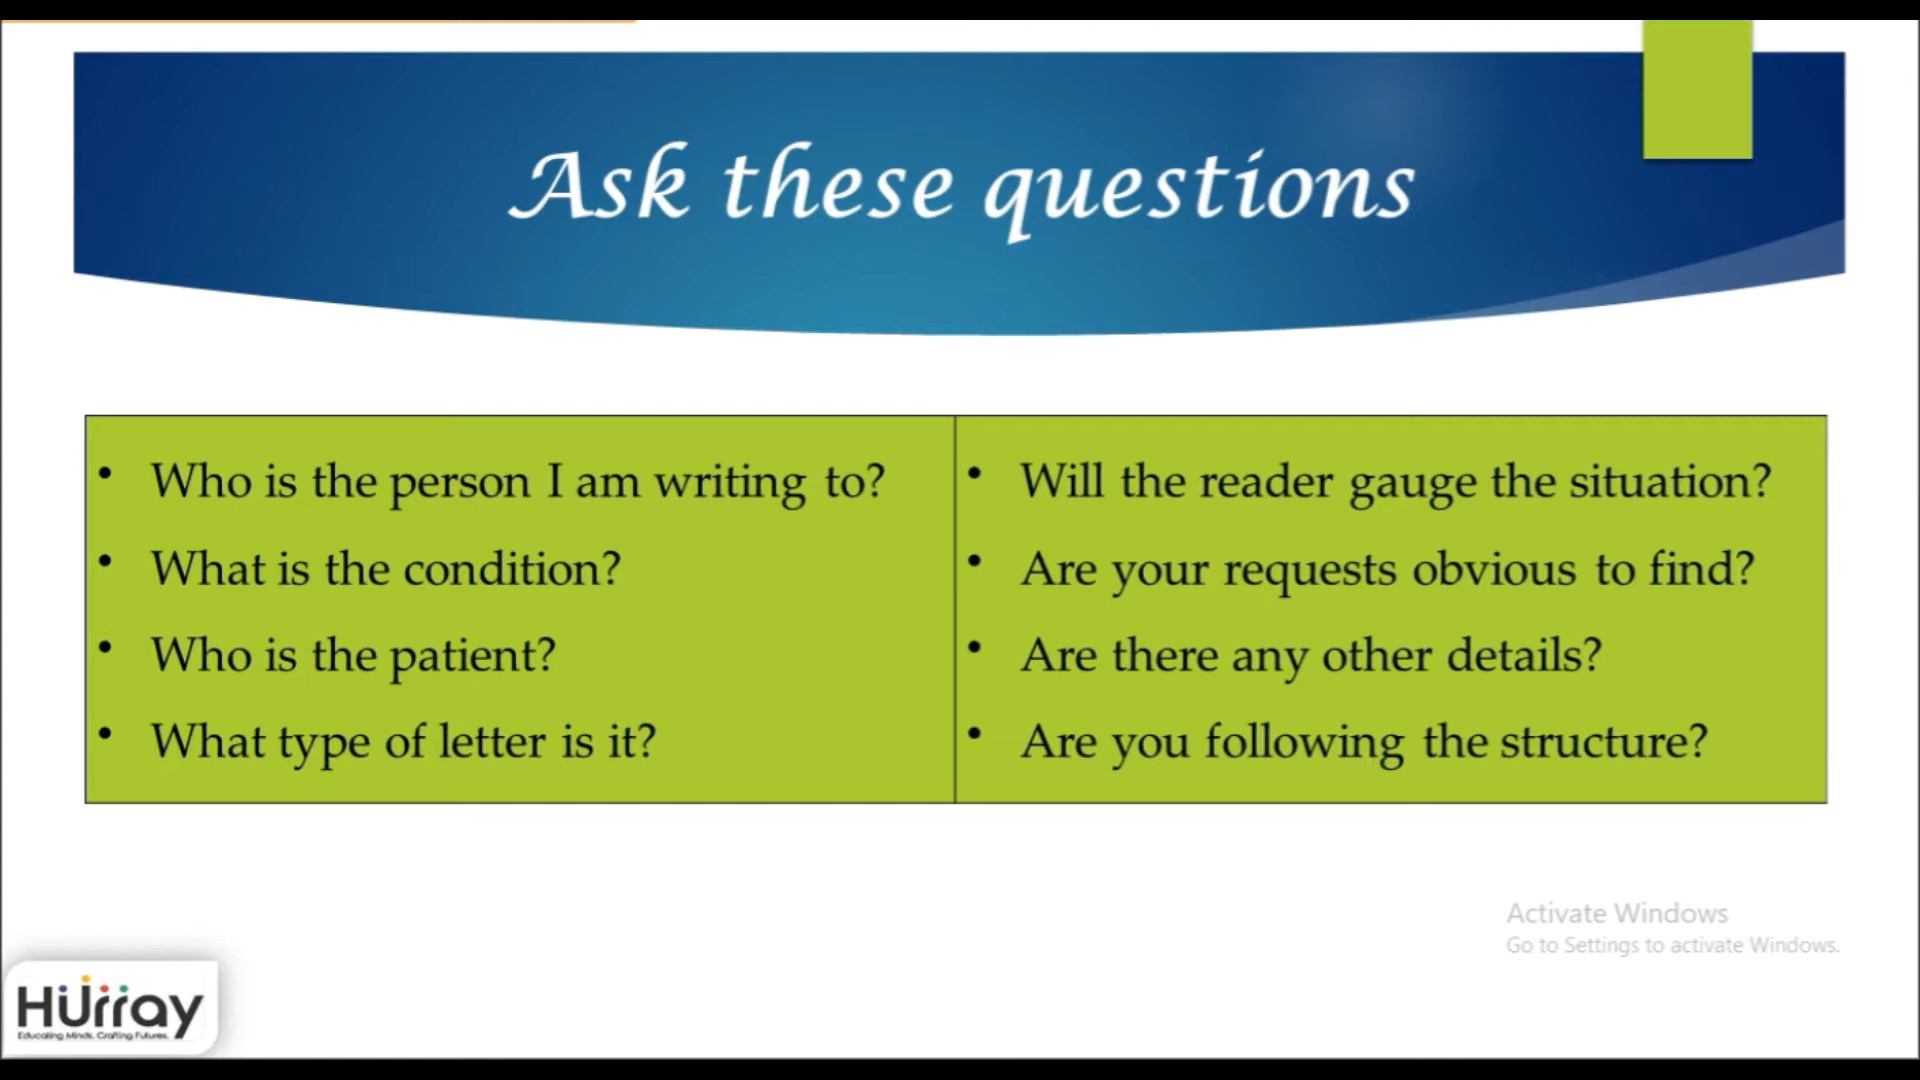 Ask these questions
• Who is the person I am writing to?
• What is the condition?
• Who is the patient?
• What type of letter is it?
• Will the reader gauge the situation?
• Are your requests obvious to find?
• Are there any other details?
• Are you following the structure?
Activate Windows
Go to Settings to activate Windows.
Hurray
Educating Minds. Crafting Futures.